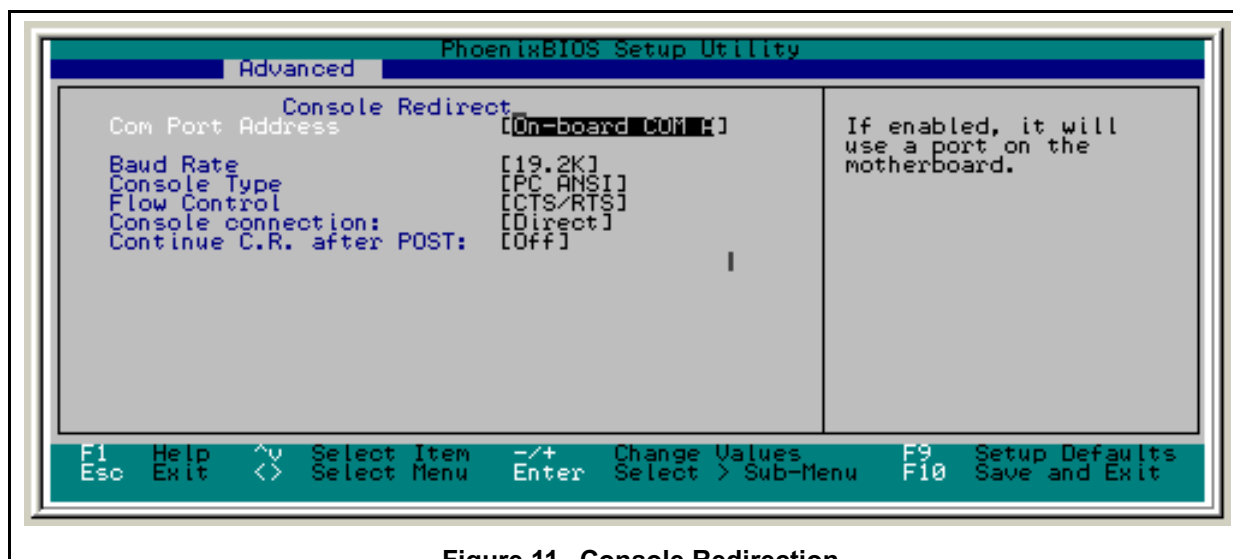 PhoenixBIOS Setup Utility
Advanced
Console Redirect_
Com Port Address [On-board COM A]
Baud Rate [19.2K]
Console Type [PC ANSI]
Flow Control [CTS/RTS]
Console connection: [Direct]
Continue C.R. after POST: [Off]
If enabled, it will
use a port on the
motherboard.
F1 Help ^v Select Item -/+ Change Values F9 Setup Defaults
Esc Exit <> Select Menu Enter Select > Sub-Menu F10 Save and Exit
Figure 11. Console Redirection